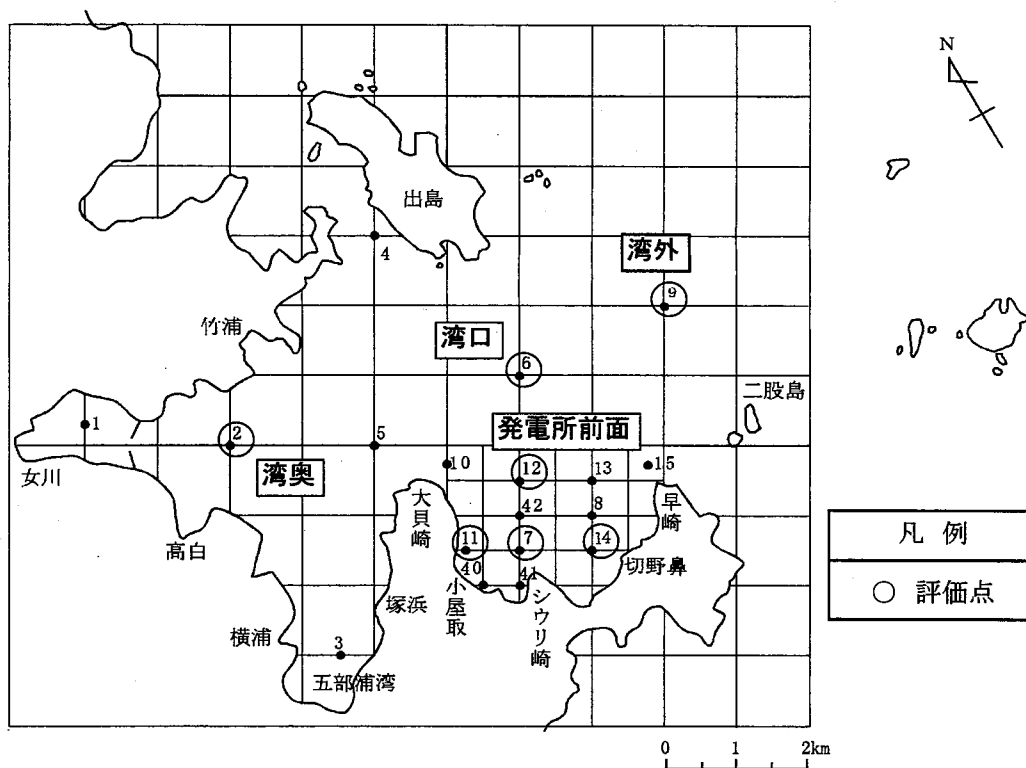 N
出島
4
湾外
9
竹浦
湾口
6
二股島
発電所前面
1
2
5
10
12
13
15
女川
湾奥
大貝崎
42
8
早崎
高白
11
7
14
切野鼻
40
41
小屋取
シウリ崎
塚浜
横浦
3
五部浦湾
凡 例
○ 評価点
0 1 2km